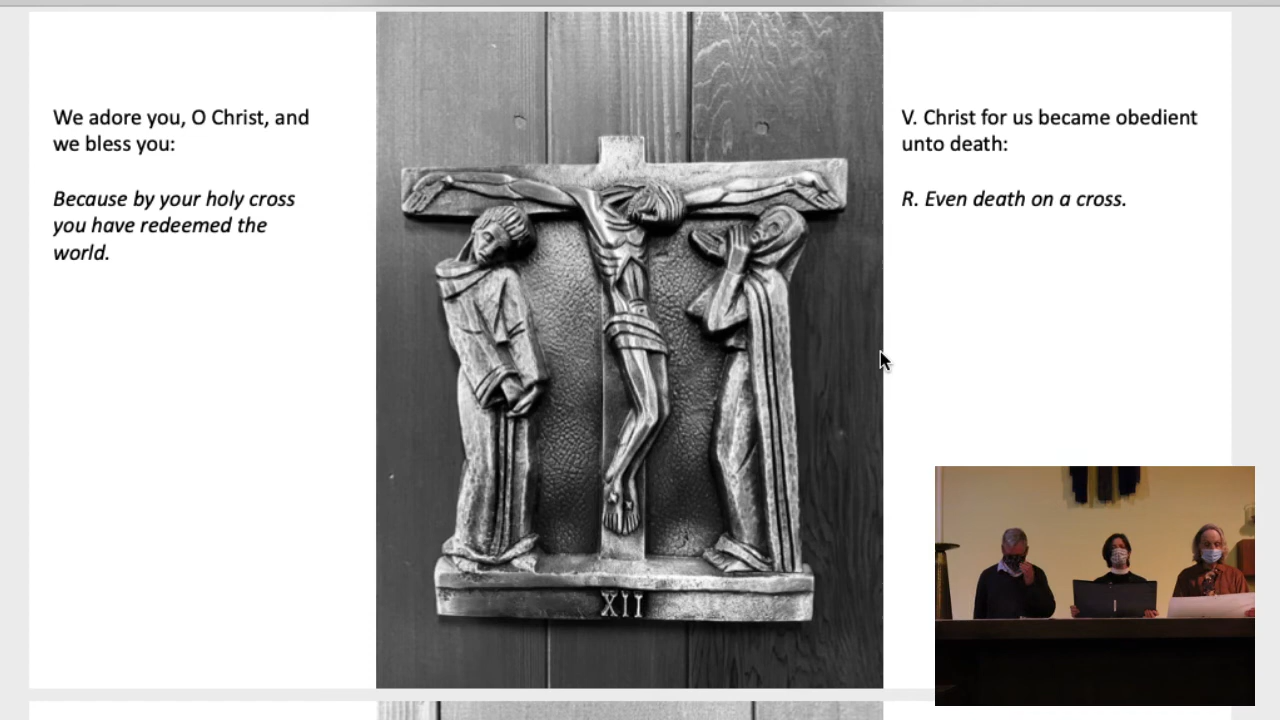 We adore you, O Christ, and
we bless you:
Because by your holy cross
you have redeemed the
world.
XII
V. Christ for us became obedient
unto death:
R. Even death on a cross.